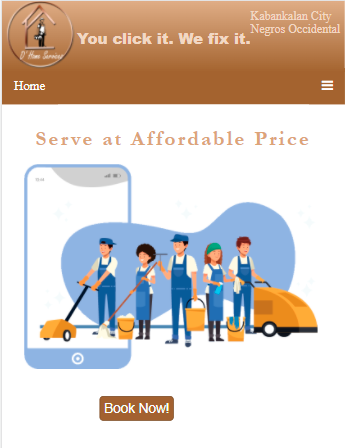 D' Home Services
You click it. We fix it.
Kabankalan City
Negros Occidental
Home
Serve at Affordable Price
Book Now!